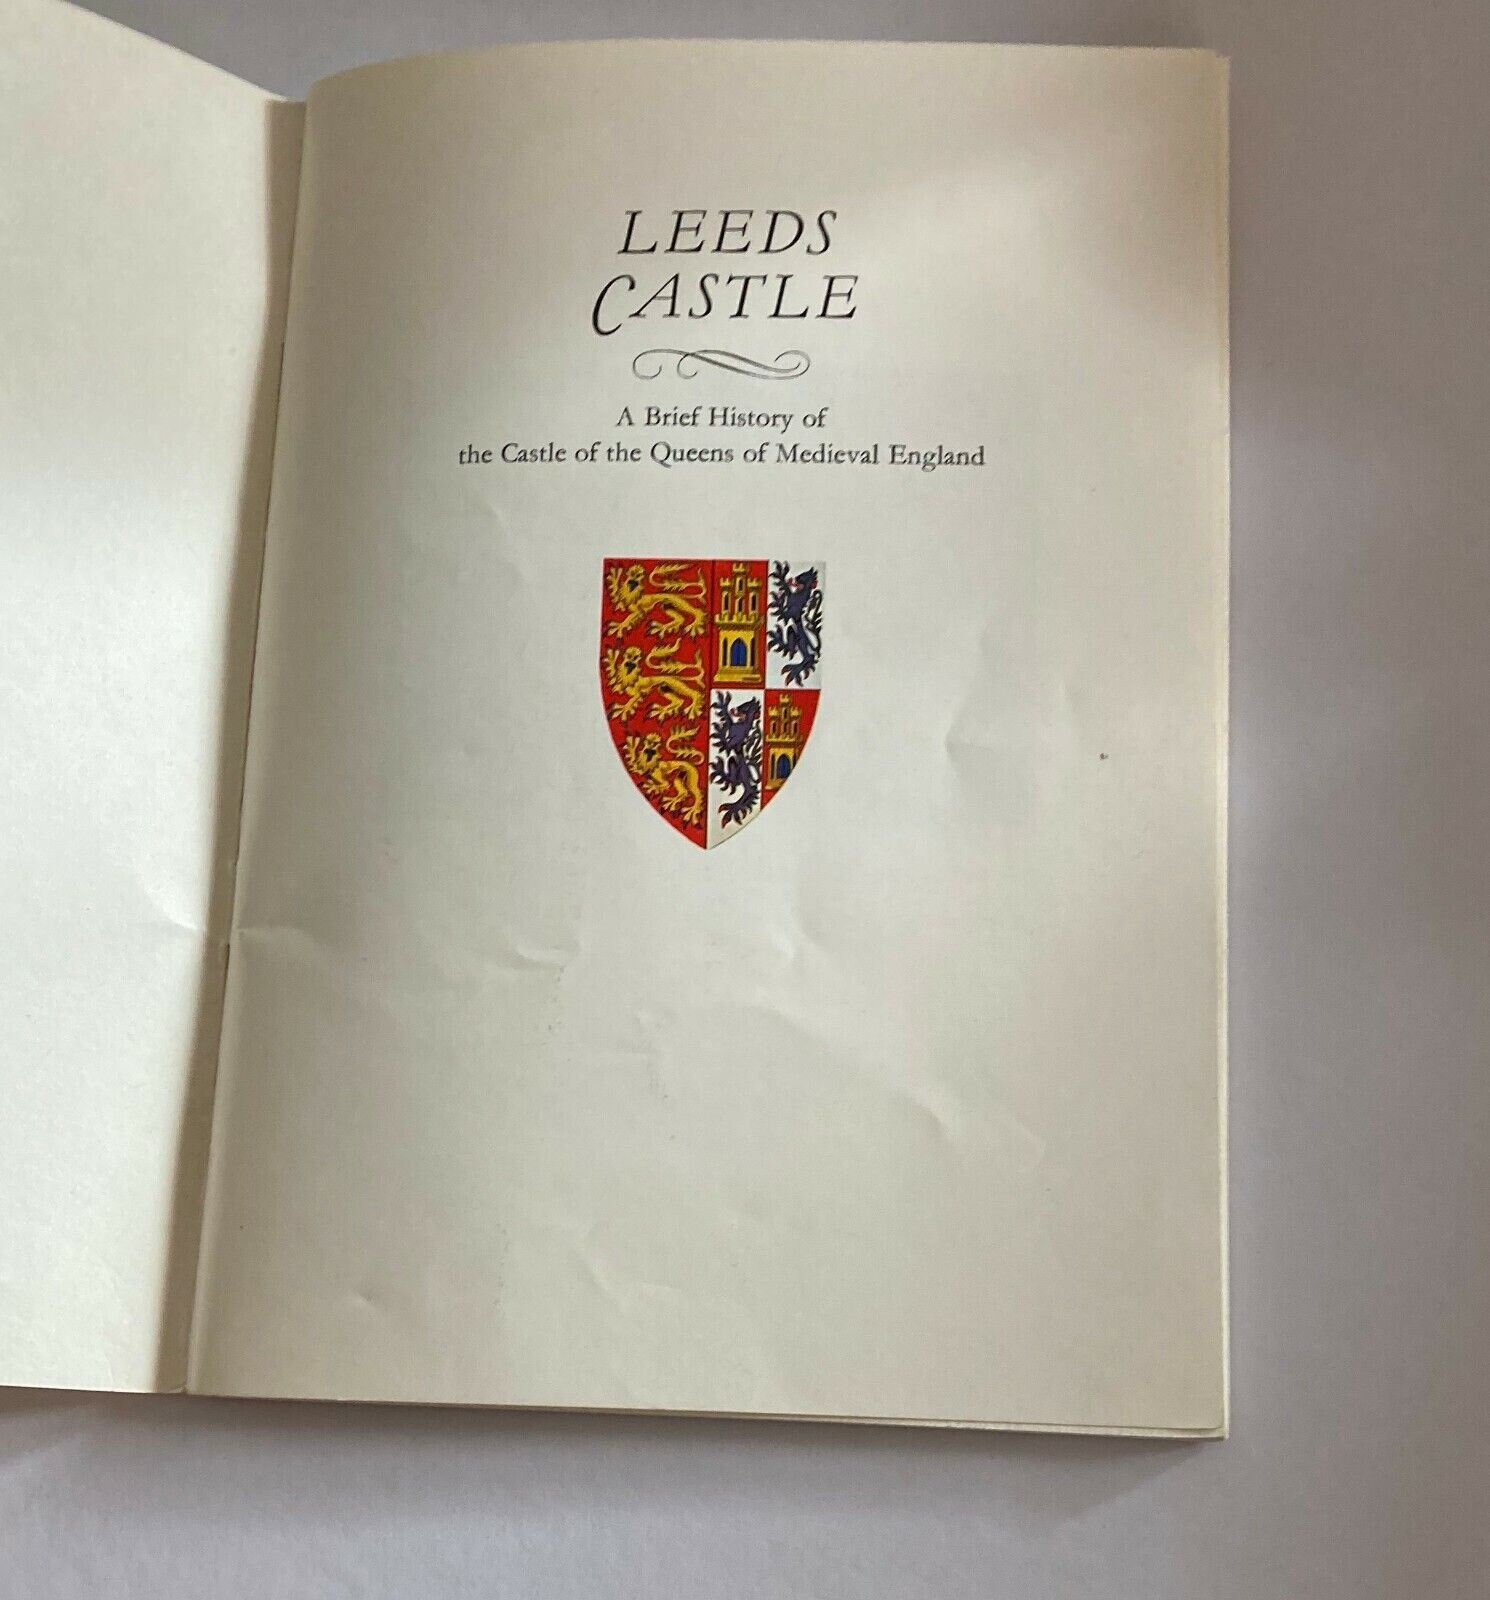 LEEDS
CASTLE
A Brief History of
the Castle of the Queens of Medieval England